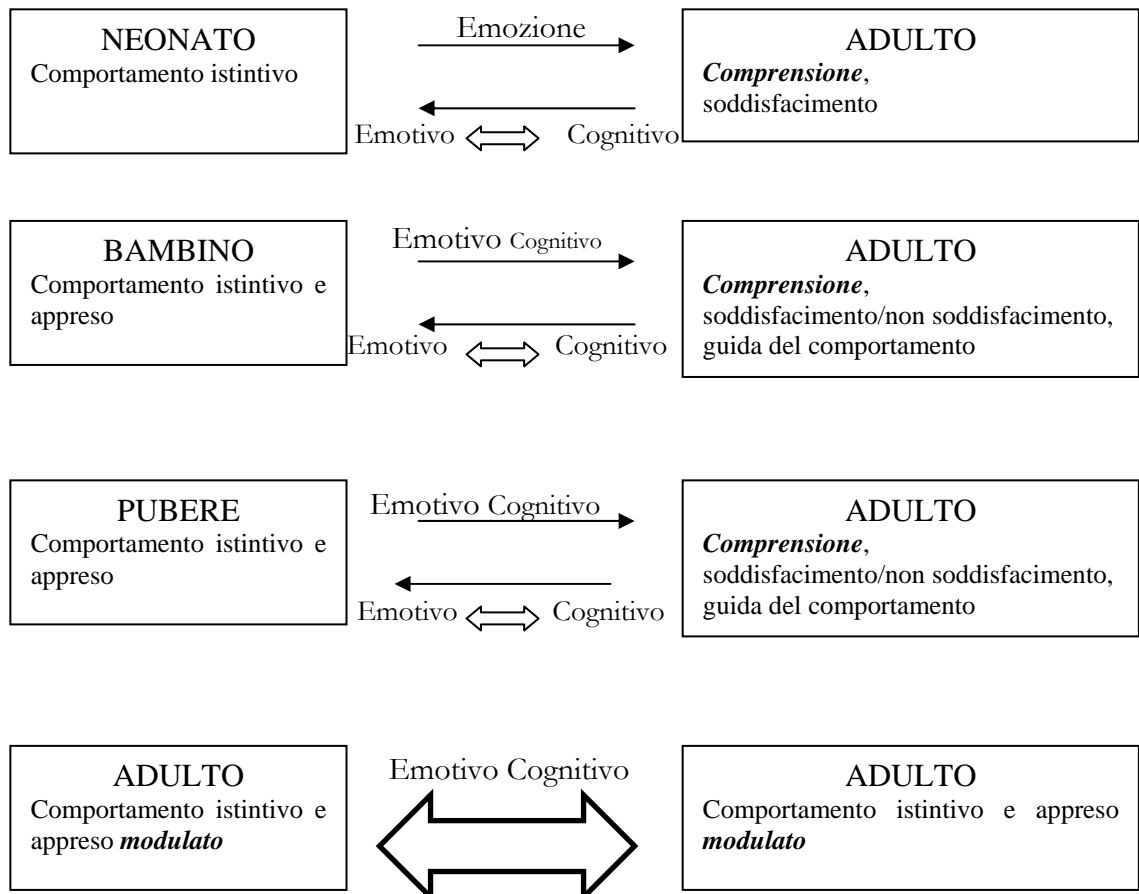 NEONATO
Comportamento istintivo
Emozione
Emotivo Cognitivo
ADULTO
Comprensione,
soddisfacimento
BAMBINO
Comportamento istintivo e
appreso
Emotivo Cognitivo
Emotivo Cognitivo
ADULTO
Comprensione,
soddisfacimento/non soddisfacimento,
guida del comportamento
PUBERE
Comportamento istintivo e
appreso
Emotivo Cognitivo
Emotivo Cognitivo
ADULTO
Comprensione,
soddisfacimento/non soddisfacimento,
guida del comportamento
ADULTO
Comportamento istintivo e
appreso modulato
Emotivo Cognitivo
ADULTO
Comportamento istintivo e appreso
modulato